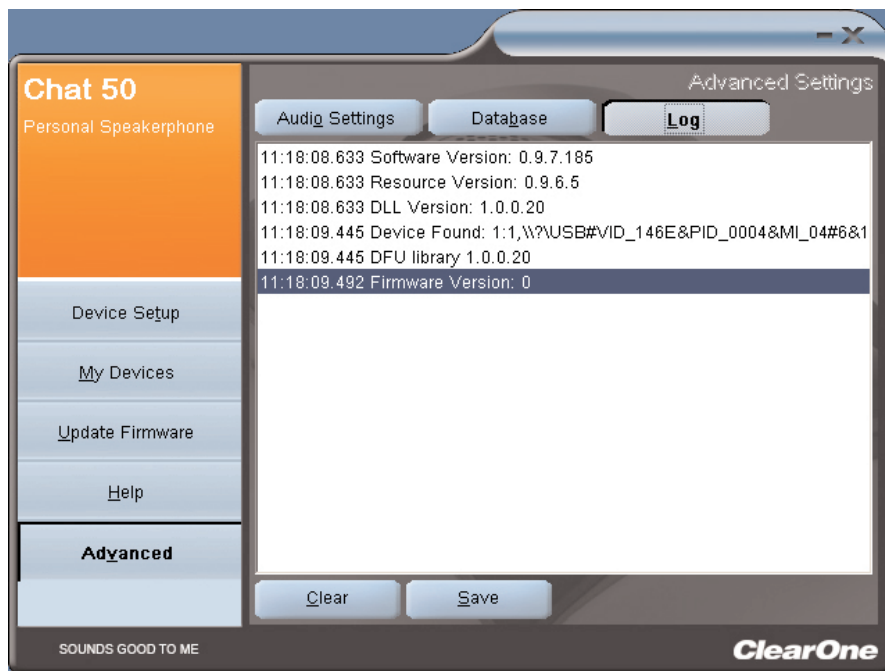 Chat 50
Personal Speakerphone
Advanced Settings
Audio Settings
Database
Log
11:18:08.633 Software Version: 0.9.7.185
11:18:08.633 Resource Version: 0.9.6.5
11:18:08.633 DLL Version: 1.0.0.20
11:18:09.445 Device Found: 1:1,\\?\USB#VID_146E&PID_0004&MI_04#6&1
11:18:09.445 DFU library 1.0.0.20
11:18:09.492 Firmware Version: 0
Device Setup
My Devices
Update Firmware
Help
Advanced
Clear
Save
SOUNDS GOOD TO ME
ClearOne